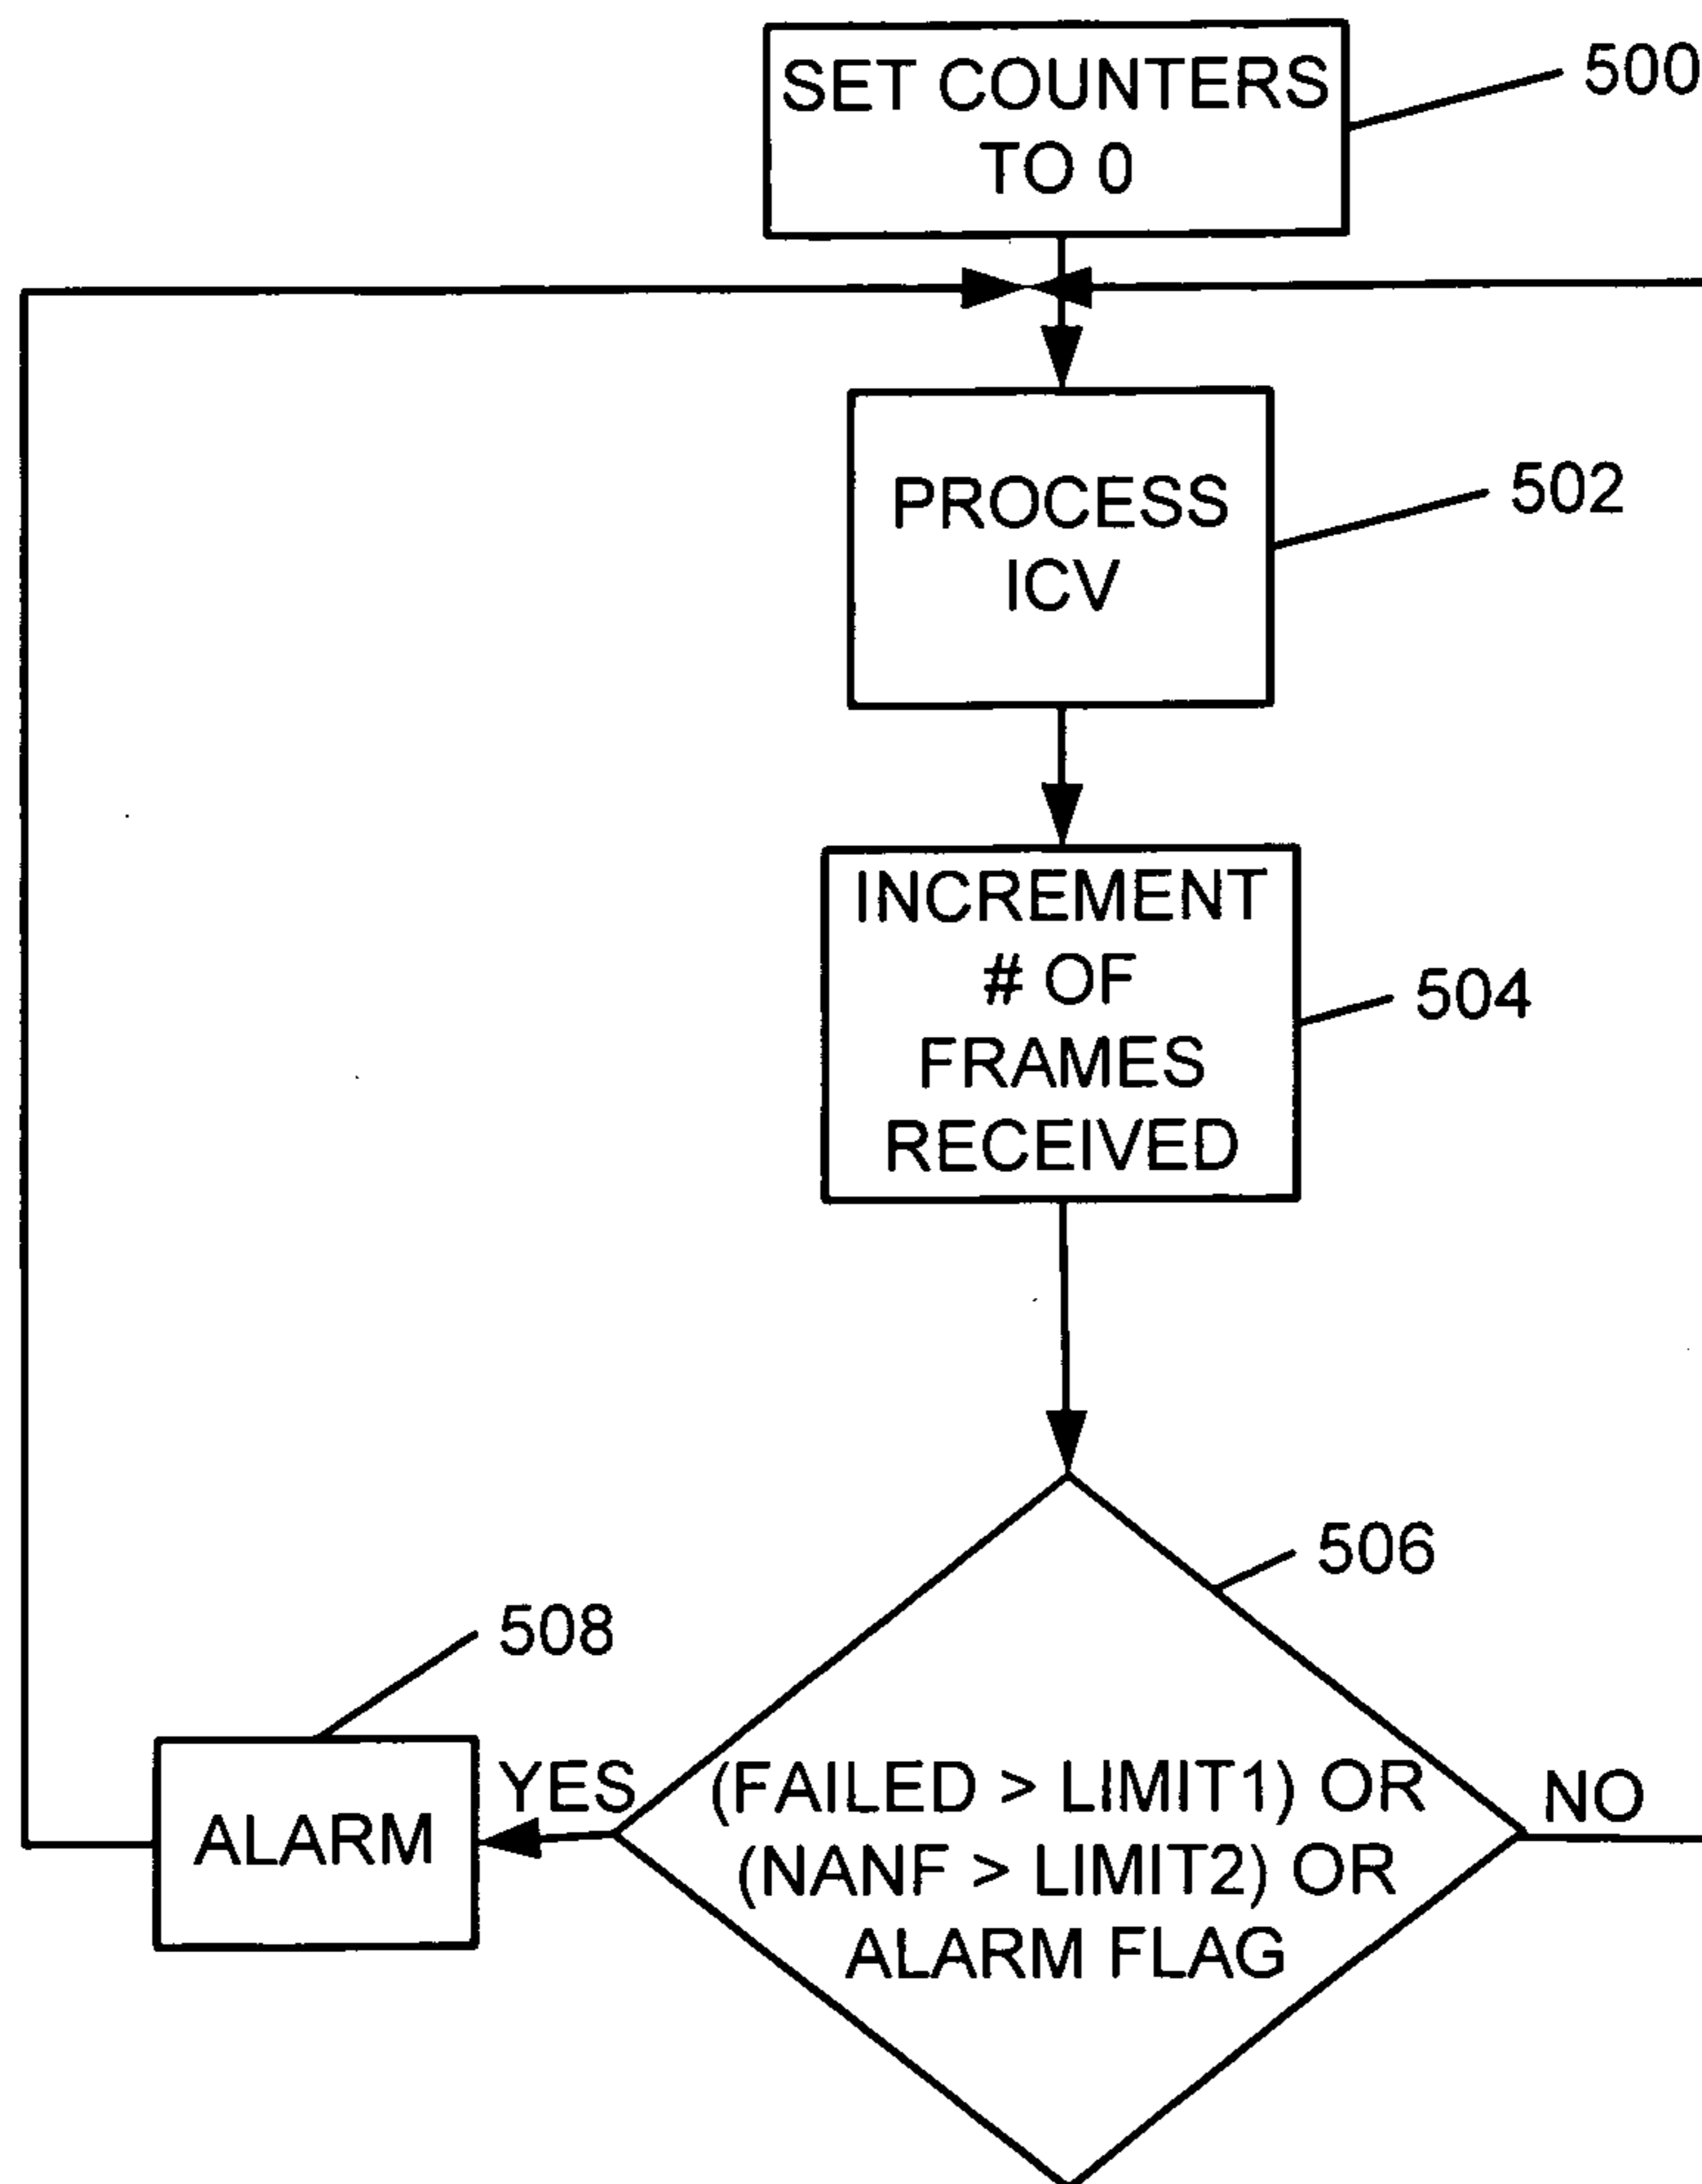 SET COUNTERS
TO 0
500
PROCESS
ICV
502
INCREMENT
# OF
FRAMES
RECEIVED
504
506
508
ALARM
YES
(FAILED > LIMIT1) OR
(NANF > LIMIT2) OR
ALARM FLAG
NO